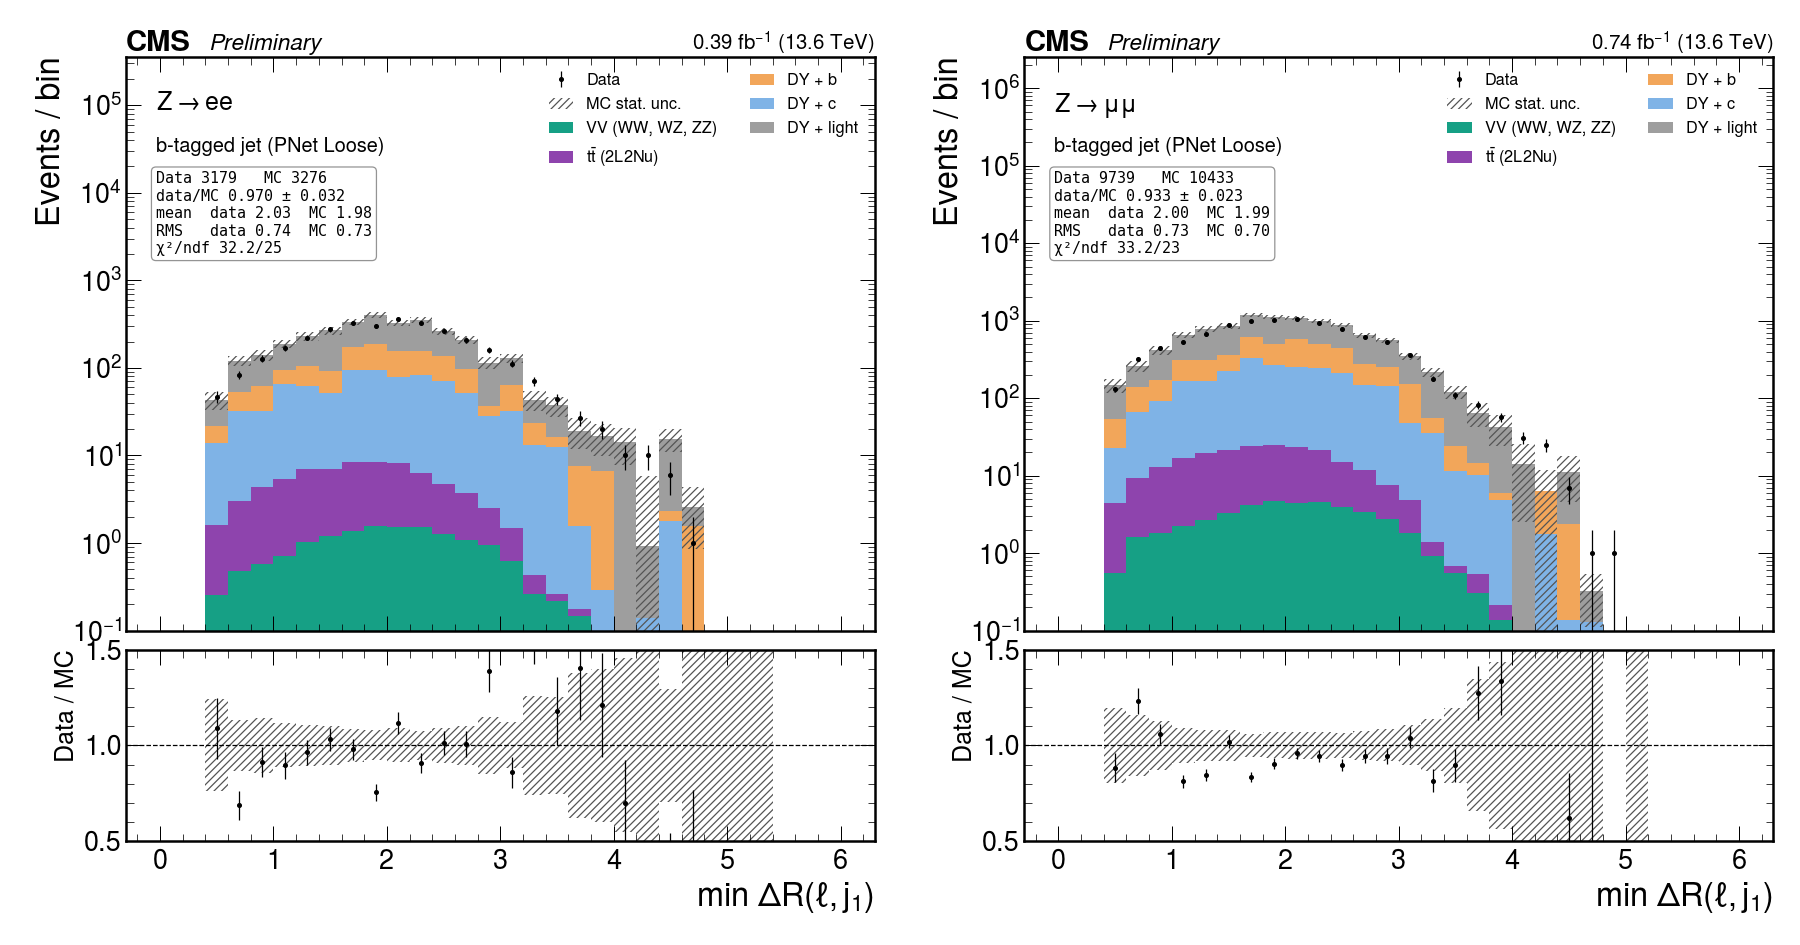 CMS Preliminary 0.39 fb⁻¹ (13.6 TeV)
Events / bin
Z → ee
b-tagged jet (PNet Loose)
Data 3179 MC 3276
data/MC 0.970 ± 0.032
mean data 2.03 MC 1.98
RMS data 0.74 MC 0.73
χ²/ndf 32.2/25
Data
MC stat. unc.
VV (WW, WZ, ZZ)
tt̄ (2L2Nu)
DY + b
DY + c
DY + light
10⁵
10⁴
10³
10²
10¹
10⁰
10⁻¹
Data / MC
1.5
1.0
0.5
0 1 2 3 4 5 6
min ΔR(ℓ, j₁)
CMS Preliminary 0.74 fb⁻¹ (13.6 TeV)
Events / bin
Z → μμ
b-tagged jet (PNet Loose)
Data 9739 MC 10433
data/MC 0.933 ± 0.023
mean data 2.00 MC 1.99
RMS data 0.73 MC 0.70
χ²/ndf 33.2/23
Data
MC stat. unc.
VV (WW, WZ, ZZ)
tt̄ (2L2Nu)
DY + b
DY + c
DY + light
10⁶
10⁵
10⁴
10³
10²
10¹
10⁰
10⁻¹
Data / MC
1.5
1.0
0.5
0 1 2 3 4 5 6
min ΔR(ℓ, j₁)